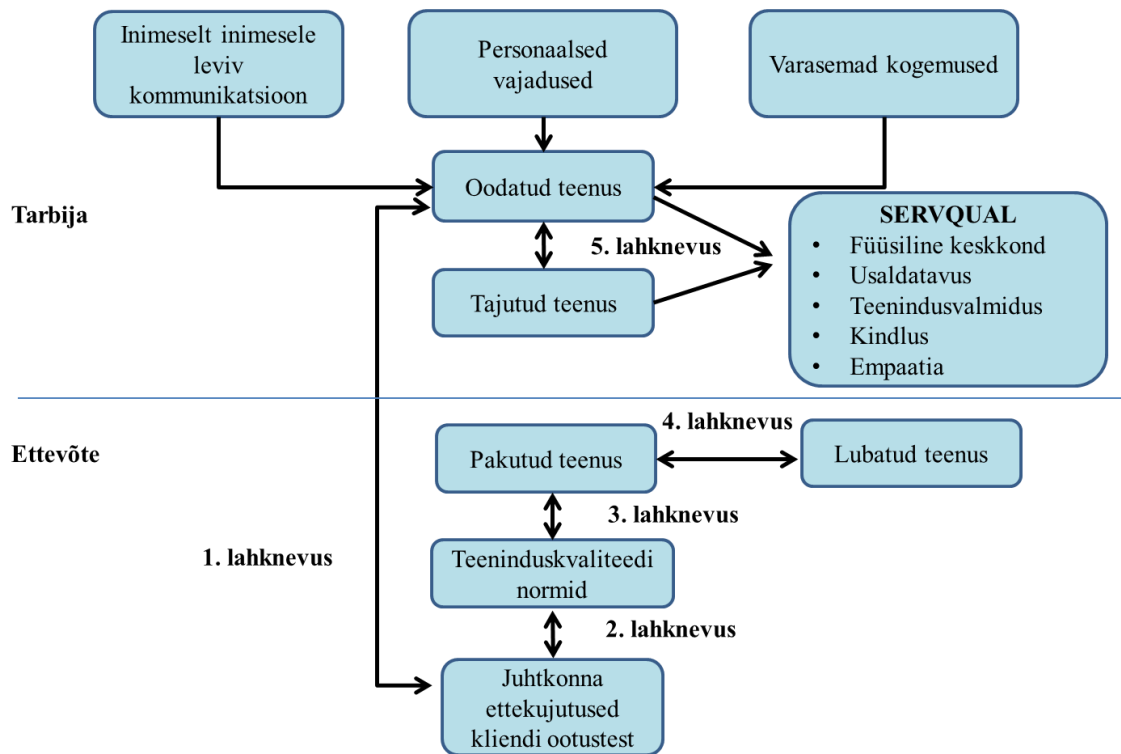 Inimeselt inimesele
leviv
kommunikatsioon
Personaalsed
vajadused
Varasemad kogemused
Oodatud teenus
Tarbija
5. lahknevus
Tajutud teenus
SERVQUAL
• Füüsiline keskkond
• Usaldatavus
• Teenindusvalmidus
• Kindlus
• Empaatia
Ettevõte
4. lahknevus
Pakutud teenus
Lubatud teenus
3. lahknevus
1. lahknevus
Teeninduskvaliteedi
normid
2. lahknevus
Juhtkonna
ettekujutused
kliendi ootustest